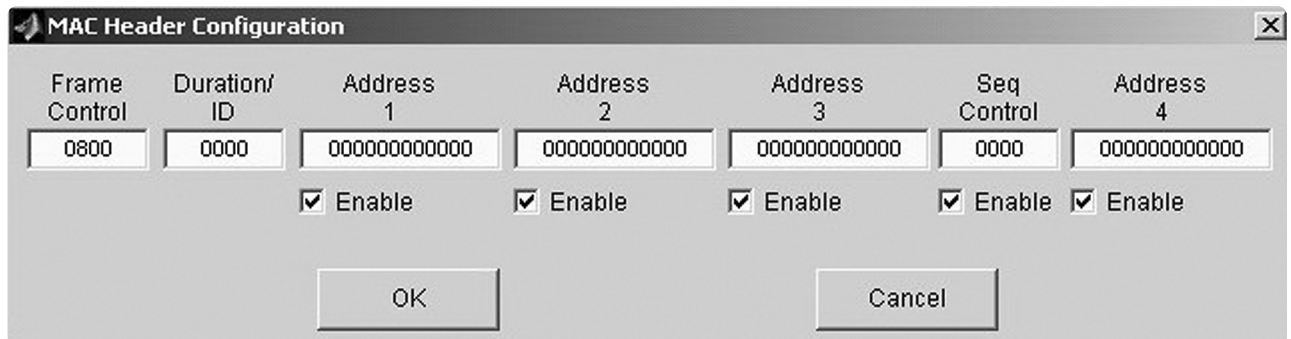 MAC Header Configuration
Frame Control
Duration/ ID
Address 1
Address 2
Address 3
Seq Control
Address 4
0800
0000
000000000000
000000000000
000000000000
0000
000000000000
Enable
Enable
Enable
Enable
Enable
OK
Cancel